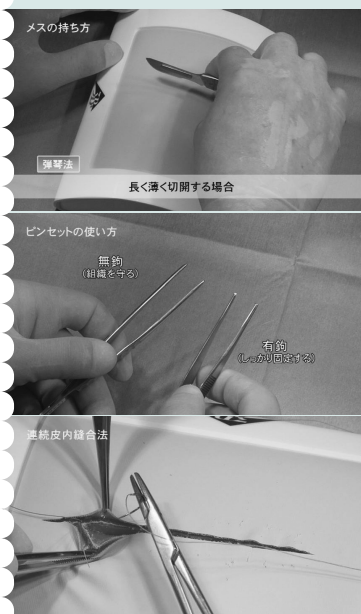 メスの持ち方
弾琴法
長く薄く切開する場合
ピンセットの使い方
無鉤
(組織を守る)
有鉤
(しっかり固定する)
連続皮内縫合法